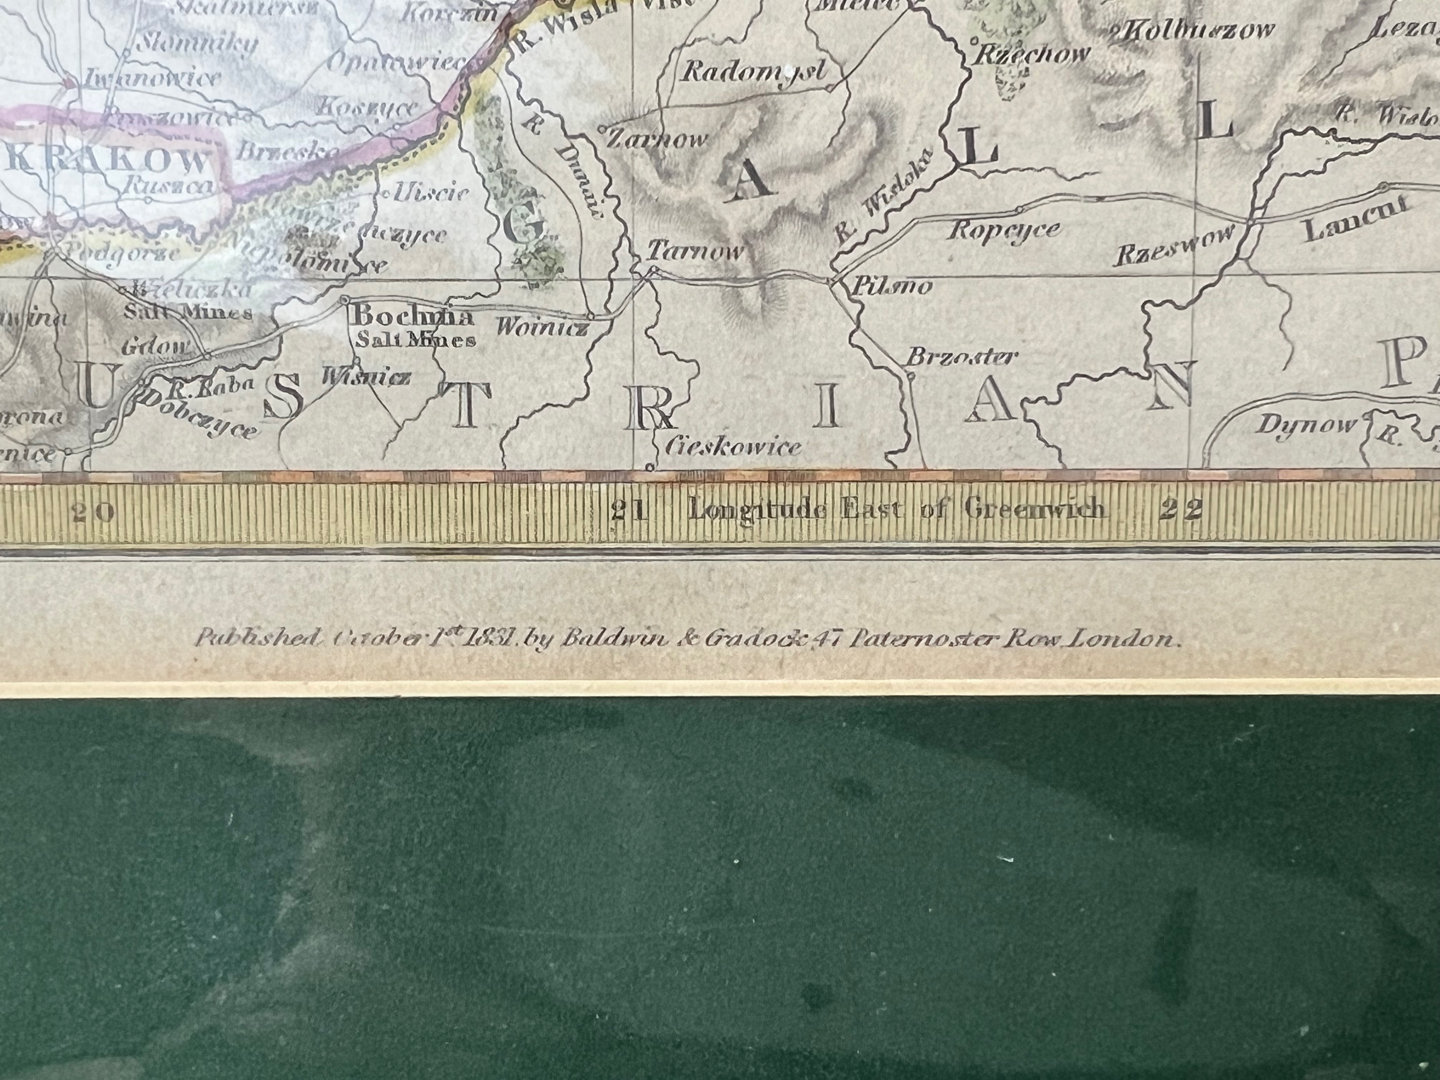 Skalmiersz
Korczin
R. Wisla
Mielec
Kolbuszow
Slomniky
Opatowiec
Radomysl
Rzechow
Iwanowice
Koszyce
R. Dunaic
Zarnow
L
R. Wislo
Proszowice
KRAKOW
Brzesko
A
L
R. Wisloka
Ruszca
Uiscie
G
Ropcyce
Lancut
Rzeswow
Podgorze
Niepolomice
Tarnow
Pilsno
Wieliczka
Salt Mines
Bochnia
Salt Mines
Woinicz
Gdow
Wisnicz
Brzoster
P
U S T R I A N
R. Raba
Dobczyce
Dynow
R.
Cieskowice
20 21 Longitude East of Greenwich 22
Published, October 1st. 1831. by Baldwin & Cradock 47 Paternoster Row London.